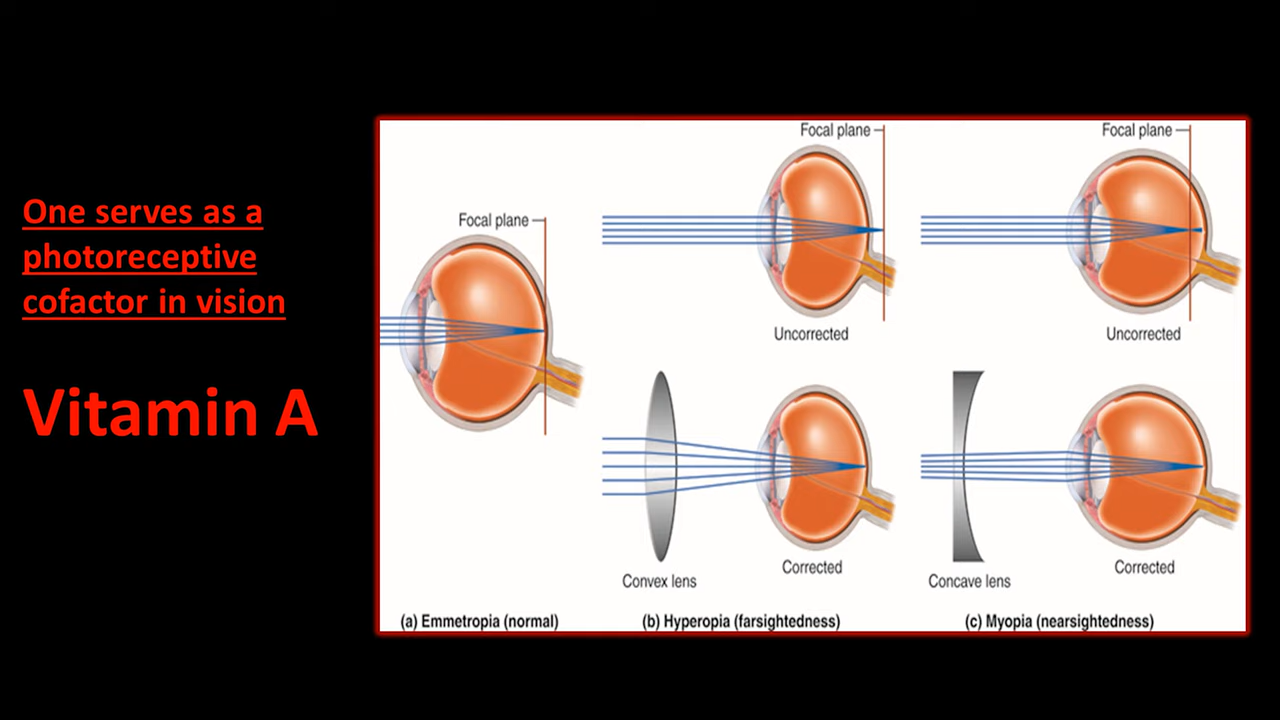 One serves as a
photoreceptive
cofactor in vision
Vitamin A
Focal plane
Focal plane
Focal plane
Uncorrected
Uncorrected
Convex lens
Corrected
Concave lens
Corrected
(a) Emmetropia (normal)
(b) Hyperopia (farsightedness)
(c) Myopia (nearsightedness)